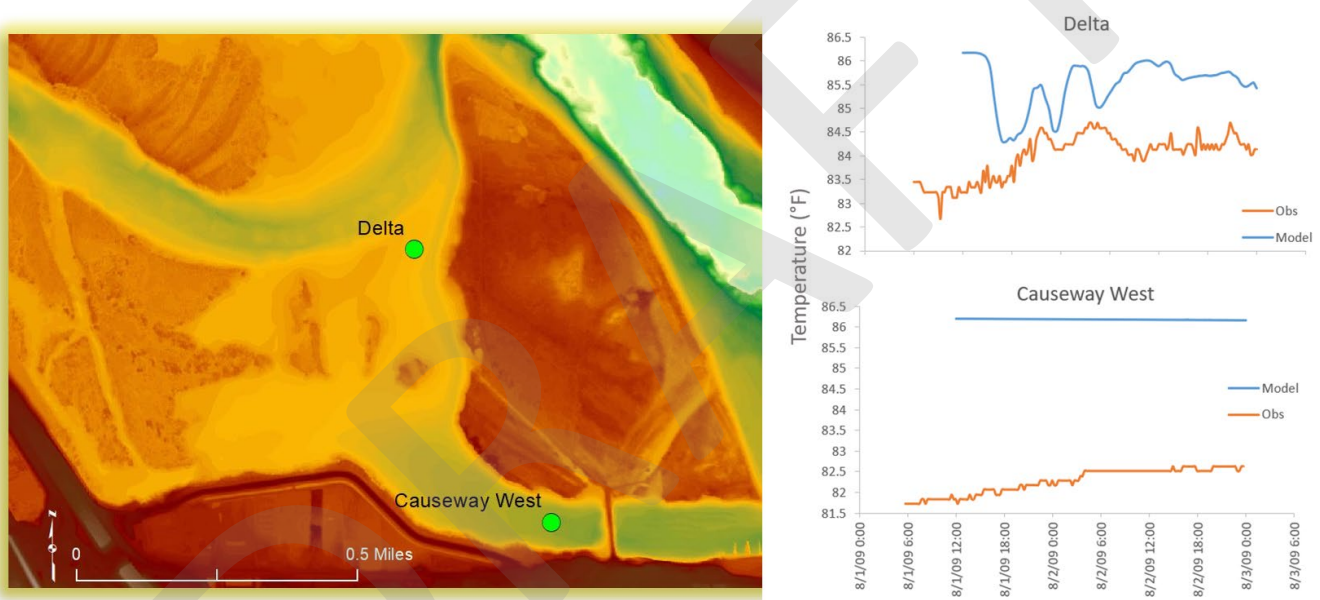 Delta
Causeway West
N
0
0.5 Miles
Temperature (°F)
Delta
86.5
86
85.5
85
84.5
84
83.5
83
82.5
82
Obs
Model
Causeway West
86.5
86
85.5
85
84.5
84
83.5
83
82.5
82
81.5
Model
Obs
8/1/09 0:00
8/1/09 6:00
8/1/09 12:00
8/1/09 18:00
8/2/09 0:00
8/2/09 6:00
8/2/09 12:00
8/2/09 18:00
8/3/09 0:00
8/3/09 6:00
DRAFT